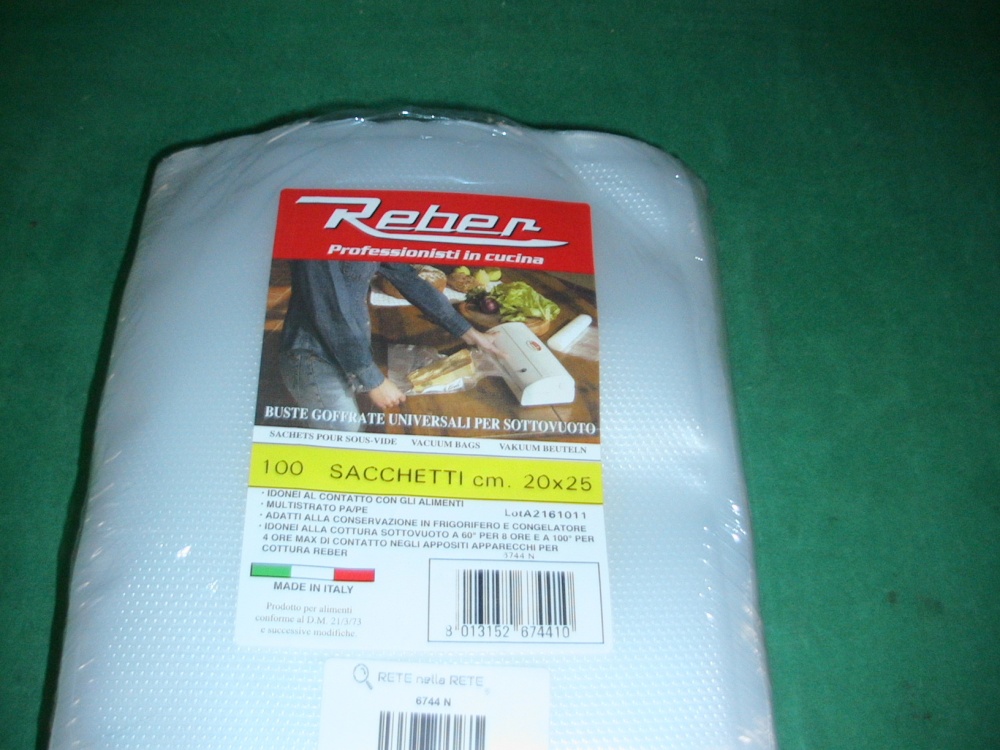 Reber
Professionisti in cucina
BUSTE GOFFRATE UNIVERSALI PER SOTTOVUOTO
SACHETS POUR SOUS-VIDE VACUUM BAGS VAKUUM BEUTELN
100 SACCHETTI cm. 20x25
· IDONEI AL CONTATTO CON GLI ALIMENTI
· MULTISTRATO PA/PE
LotA2161011
· ADATTI ALLA CONSERVAZIONE IN FRIGORIFERO E CONGELATORE
· IDONEI ALLA COTTURA SOTTOVUOTO A 60° PER 8 ORE E A 100° PER
4 ORE MAX DI CONTATTO NEGLI APPOSITI APPARECCHI PER
COTTURA REBER
MADE IN ITALY
Prodotto per alimenti
conforme al D.M. 21/3/73
e successive modifiche.
8 013152 674410
RETE nella RETE
6744 N